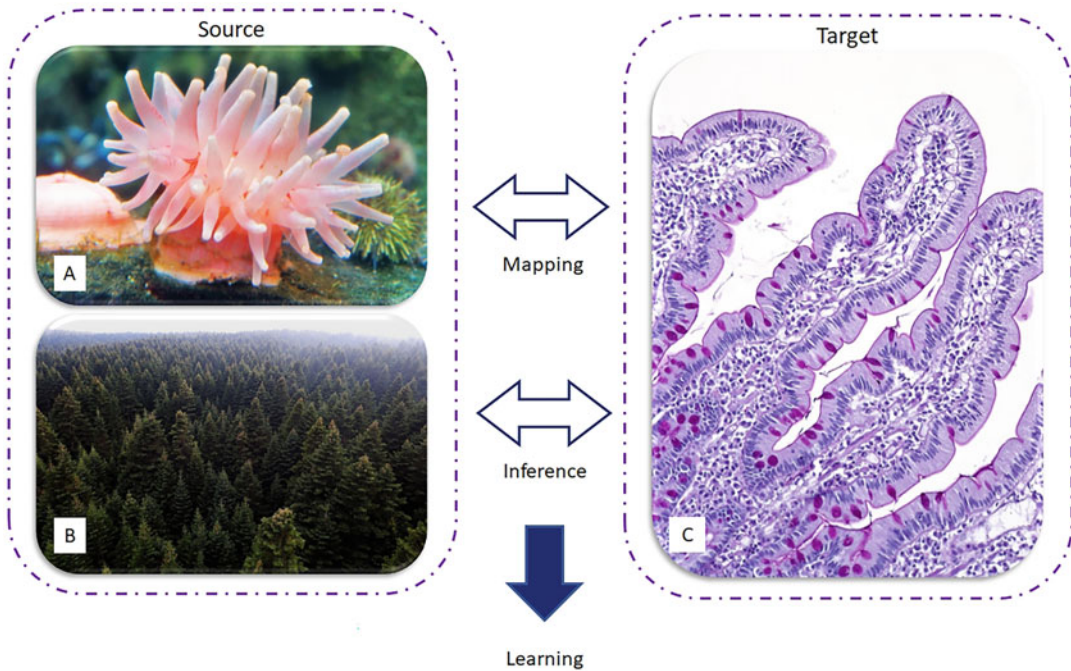 Source
Target
A
Mapping
B
Inference
C
Learning